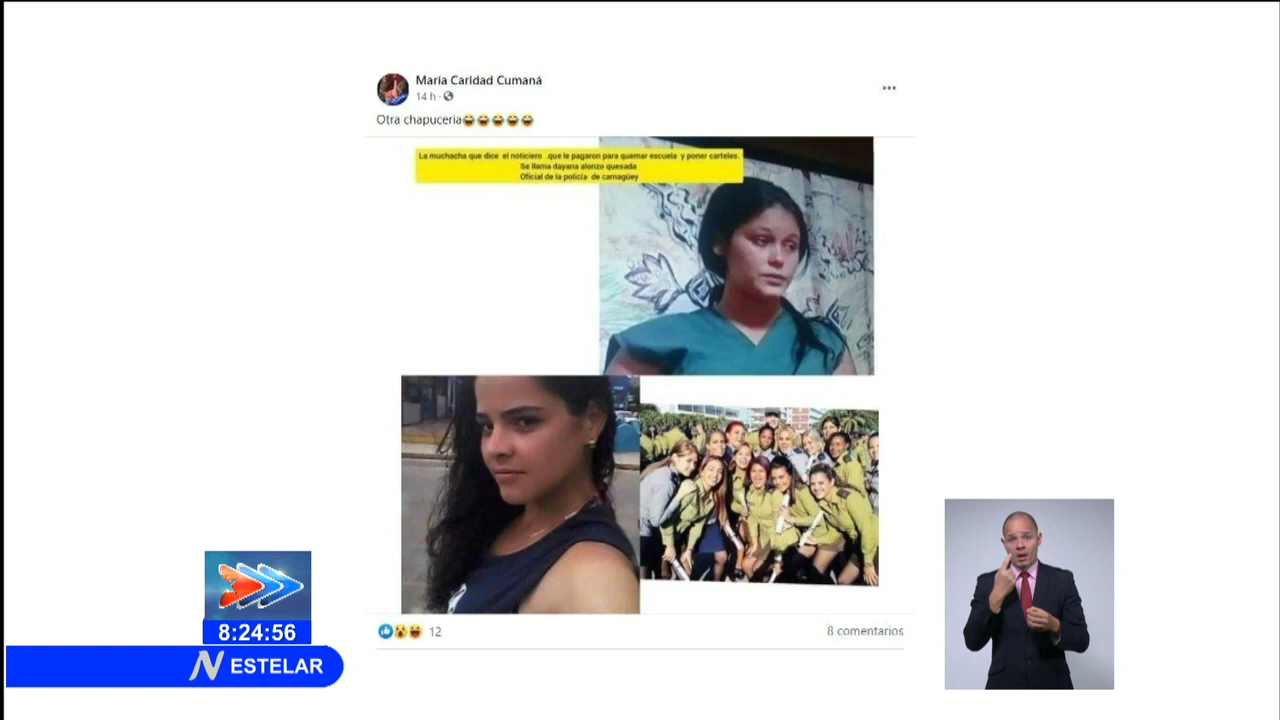 María Caridad Cumaná
14 h ·
Otra chapuceria
La muchacha que dice el noticiero .que le pagaron para quemar escuela y poner carteles.
Se llama dayana alonzo quesada
Oficial de la policía de camagüey
12
8 comentarios
8:24:56
N ESTELAR